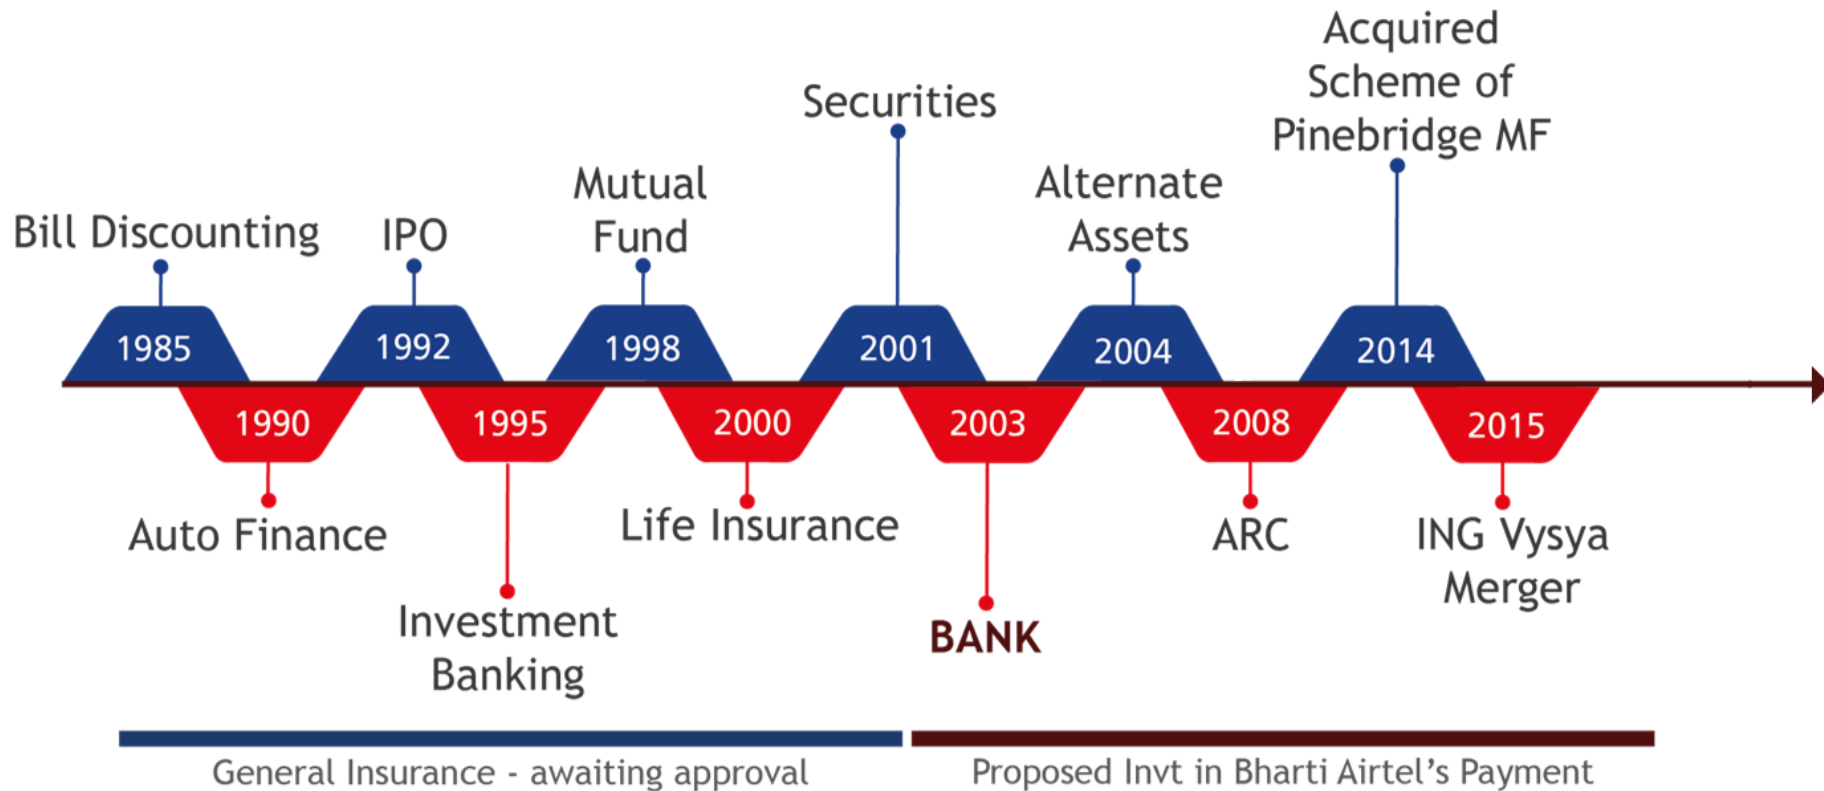 Acquired
Scheme of
Pinebridge MF
Securities
Mutual
Fund
Alternate
Assets
Bill Discounting
IPO
1985
1992
1998
2001
2004
2014
1990
1995
2000
2003
2008
2015
Auto Finance
Life Insurance
ARC
ING Vysya
Merger
Investment
Banking
BANK
General Insurance - awaiting approval
Proposed Invt in Bharti Airtel's Payment